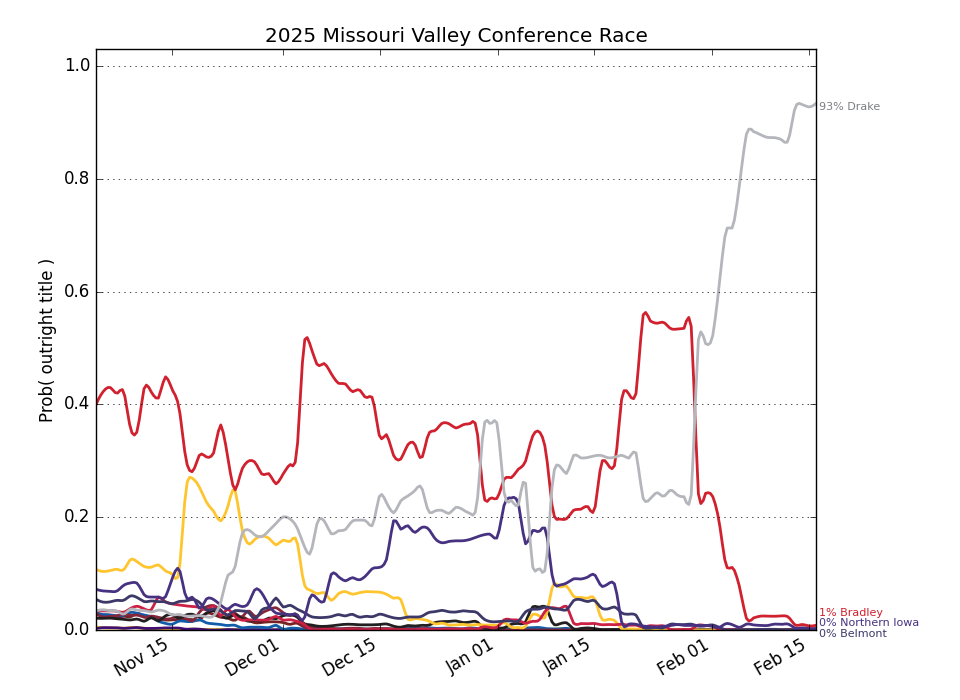 2025 Missouri Valley Conference Race
Prob( outright title )
1.0
0.8
0.6
0.4
0.2
0.0
Nov 15
Dec 01
Dec 15
Jan 01
Jan 15
Feb 01
Feb 15
93% Drake
1% Bradley
0% Northern Iowa
0% Belmont